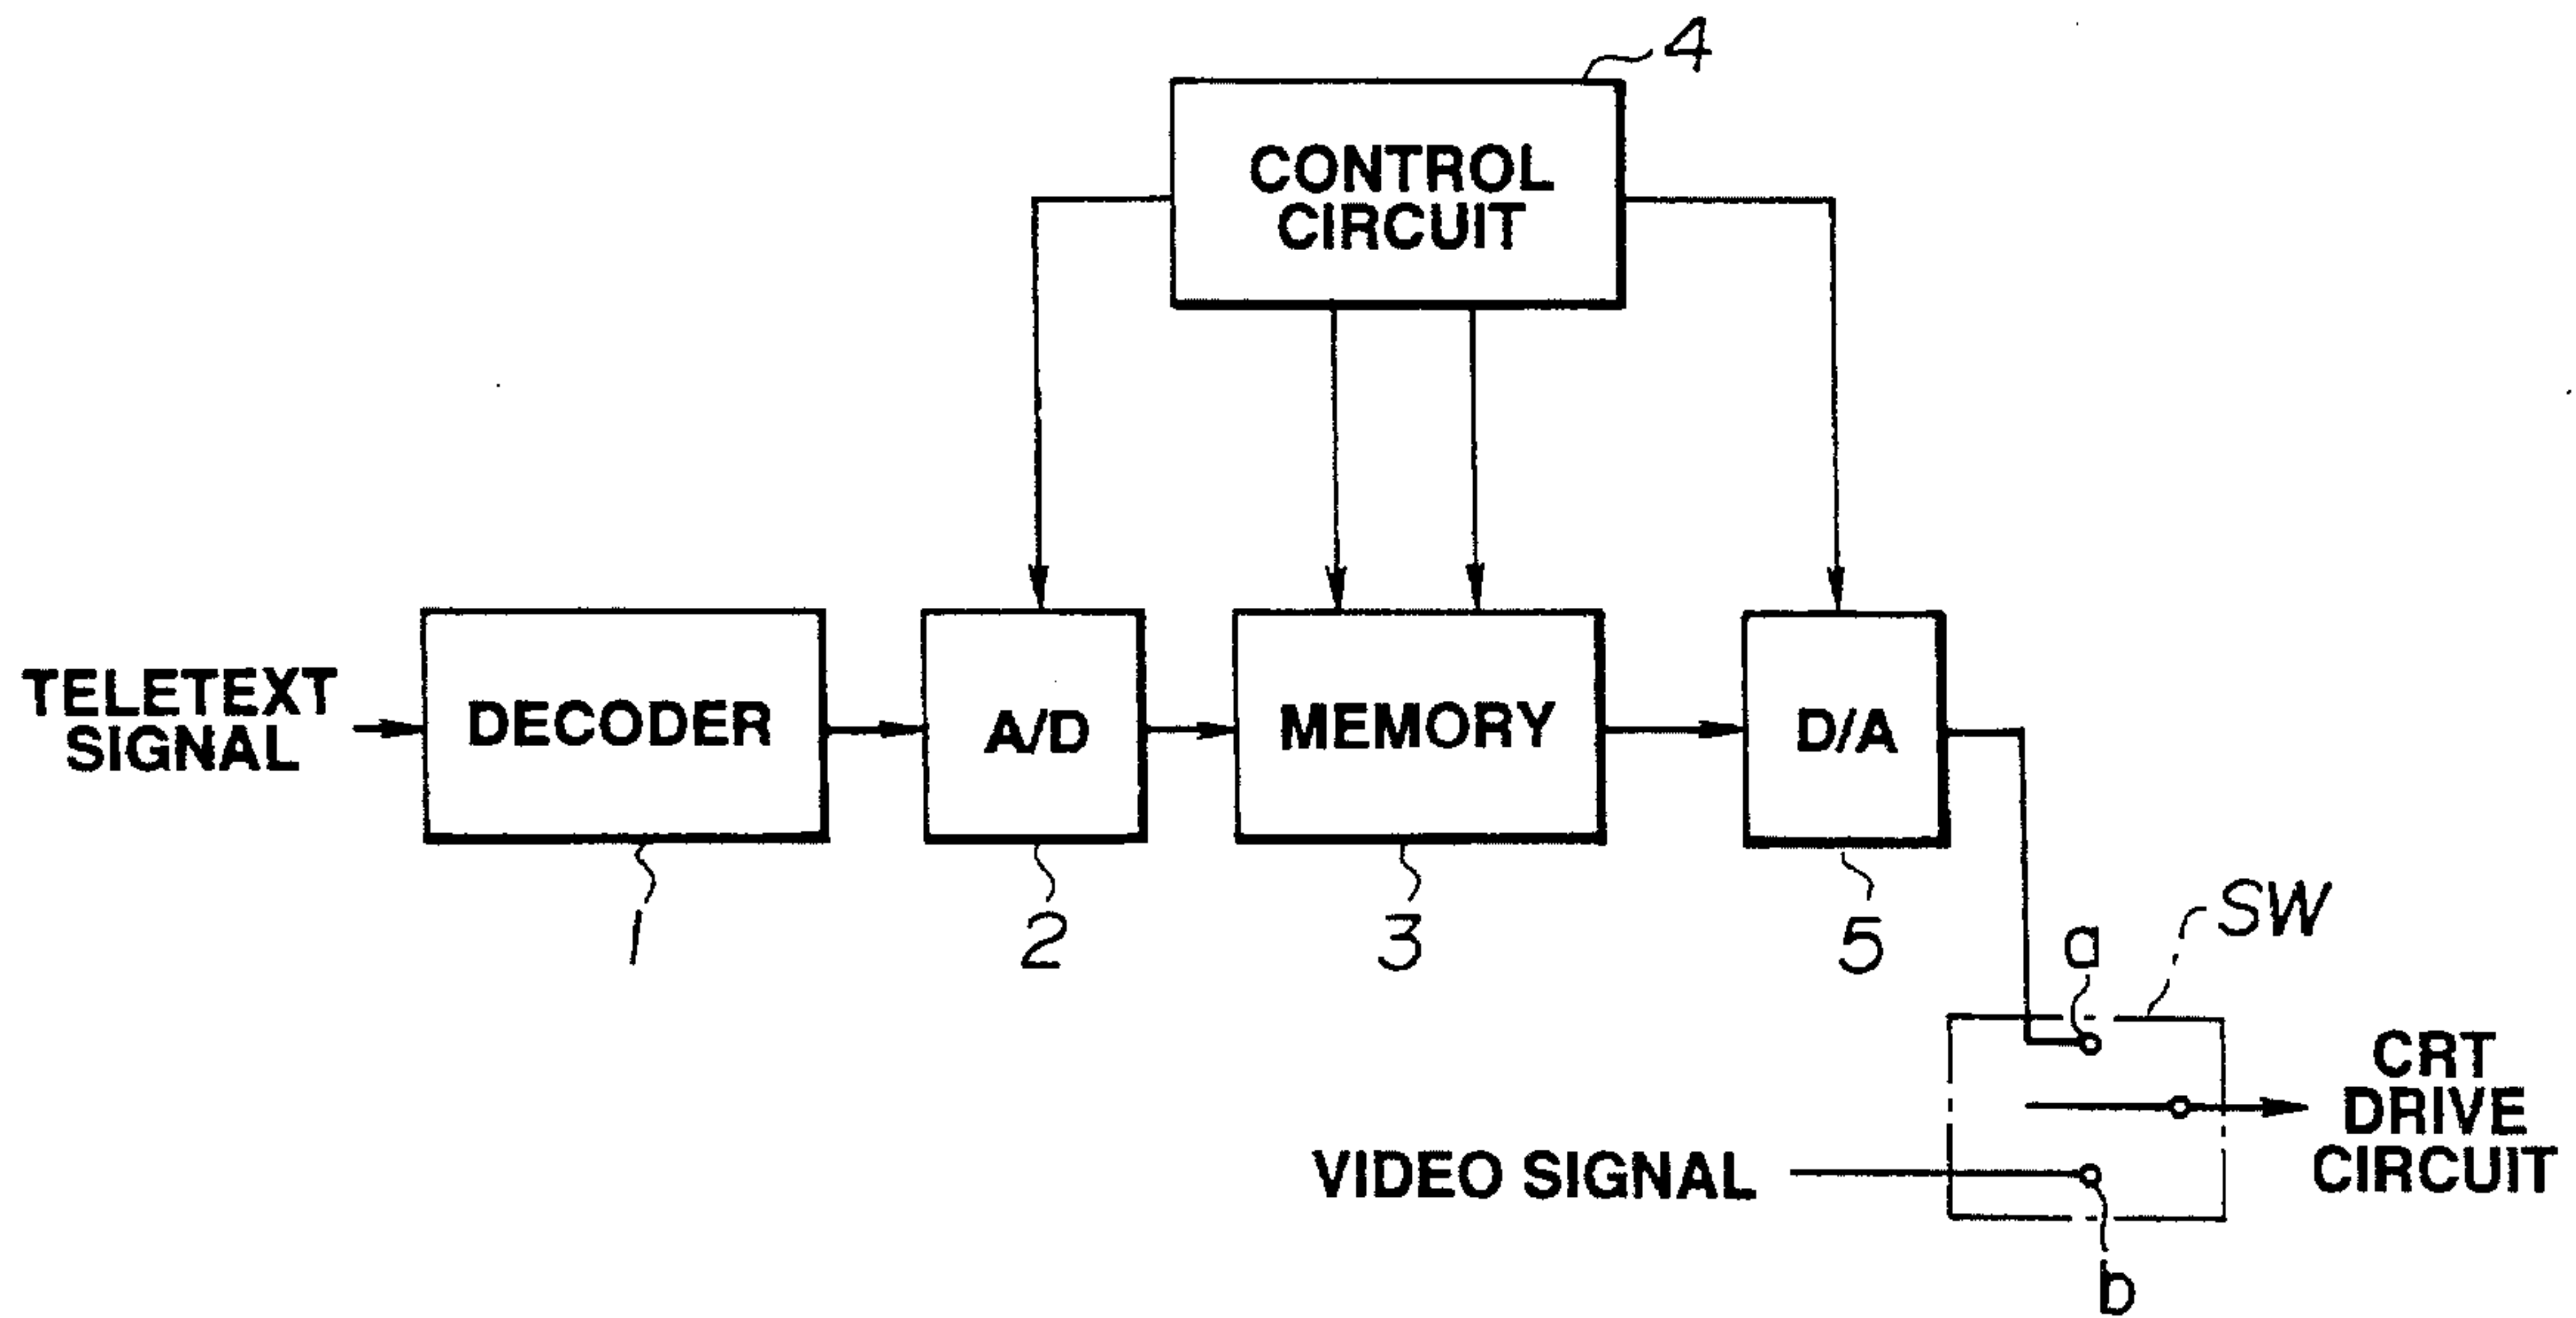 4
CONTROL
CIRCUIT
TELETEXT
SIGNAL
DECODER
A/D
MEMORY
D/A
1
2
3
5
SW
a
CRT
DRIVE
CIRCUIT
VIDEO SIGNAL
b